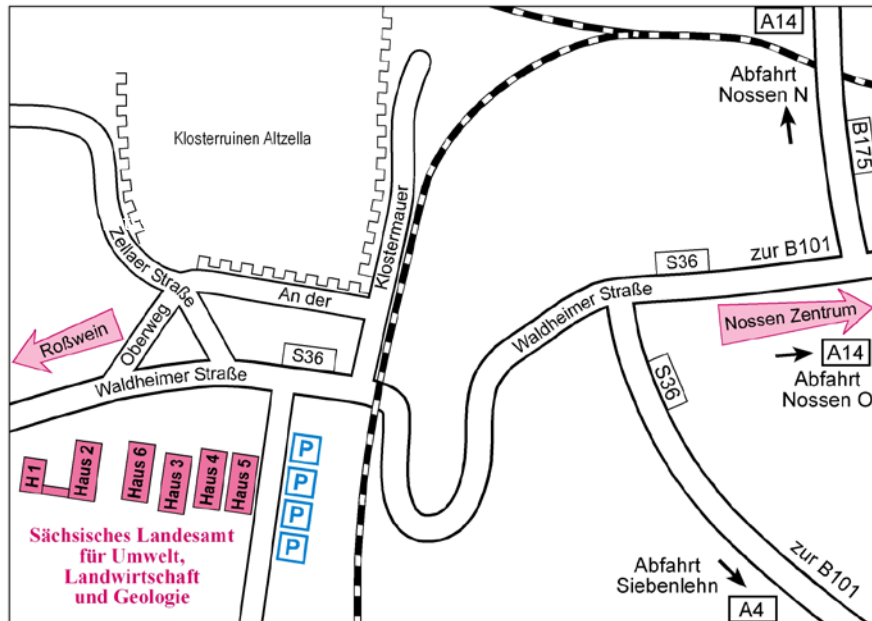 A14
Abfahrt
Nossen N
B175
Klosterruinen Altzella
Klostermauer
An der
Zellaer Straße
Oberweg
Roßwein
Waldheimer Straße
S36
Waldheimer Straße
S36
zur B101
Nossen Zentrum
A14
Abfahrt
Nossen O
S36
H1
Haus 2
Haus 6
Haus 3
Haus 4
Haus 5
P
P
P
P
Sächsisches Landesamt
für Umwelt,
Landwirtschaft
und Geologie
Abfahrt
Siebenlehn
A4
zur B101